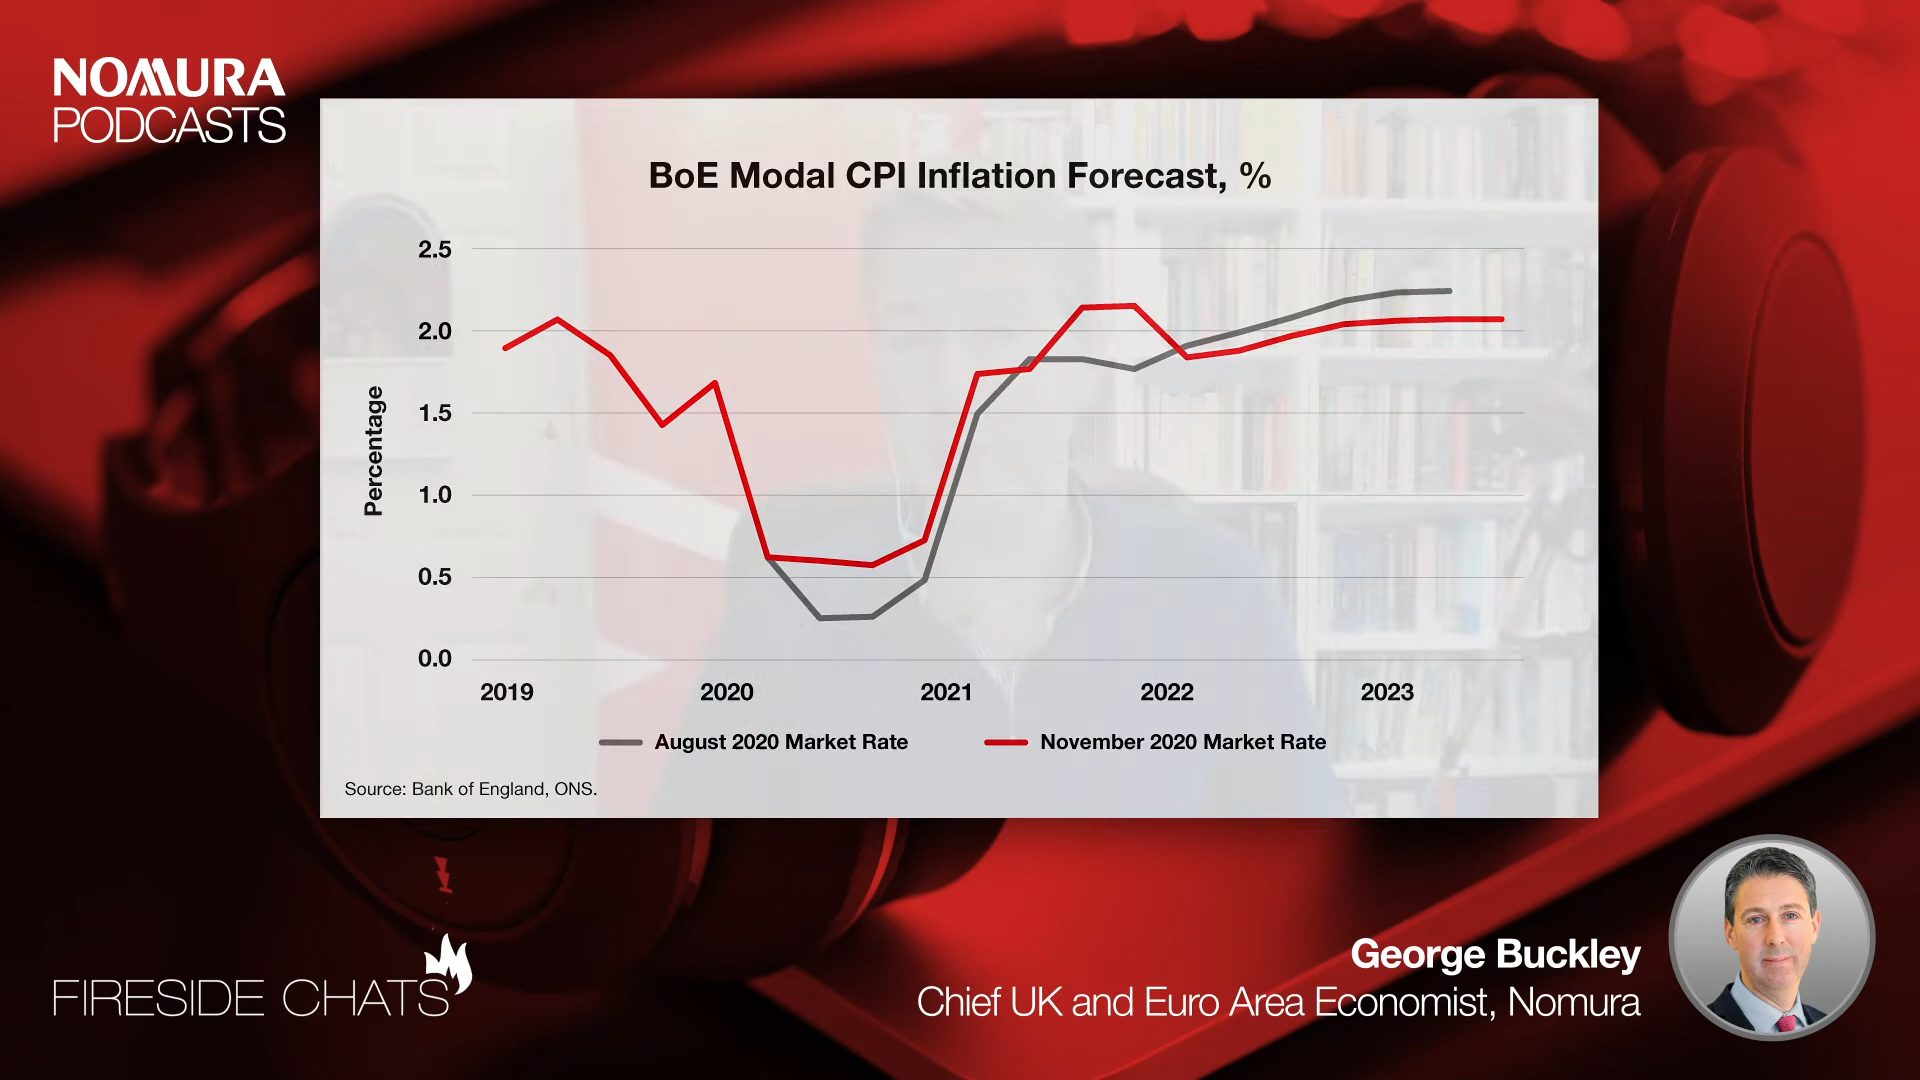 NOMURA
PODCASTS
BoE Modal CPI Inflation Forecast, %
Percentage
2.5
2.0
1.5
1.0
0.5
0.0
2019 2020 2021 2022 2023
August 2020 Market Rate November 2020 Market Rate
Source: Bank of England, ONS.
FIRESIDE CHATS
George Buckley
Chief UK and Euro Area Economist, Nomura